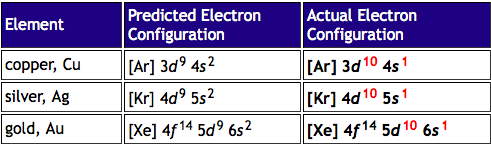 Element Predicted Electron Configuration Actual Electron Configuration
copper, Cu [Ar] 3d⁹ 4s² [Ar] 3d¹⁰ 4s¹
silver, Ag [Kr] 4d⁹ 5s² [Kr] 4d¹⁰ 5s¹
gold, Au [Xe] 4f¹⁴ 5d⁹ 6s² [Xe] 4f¹⁴ 5d¹⁰ 6s¹